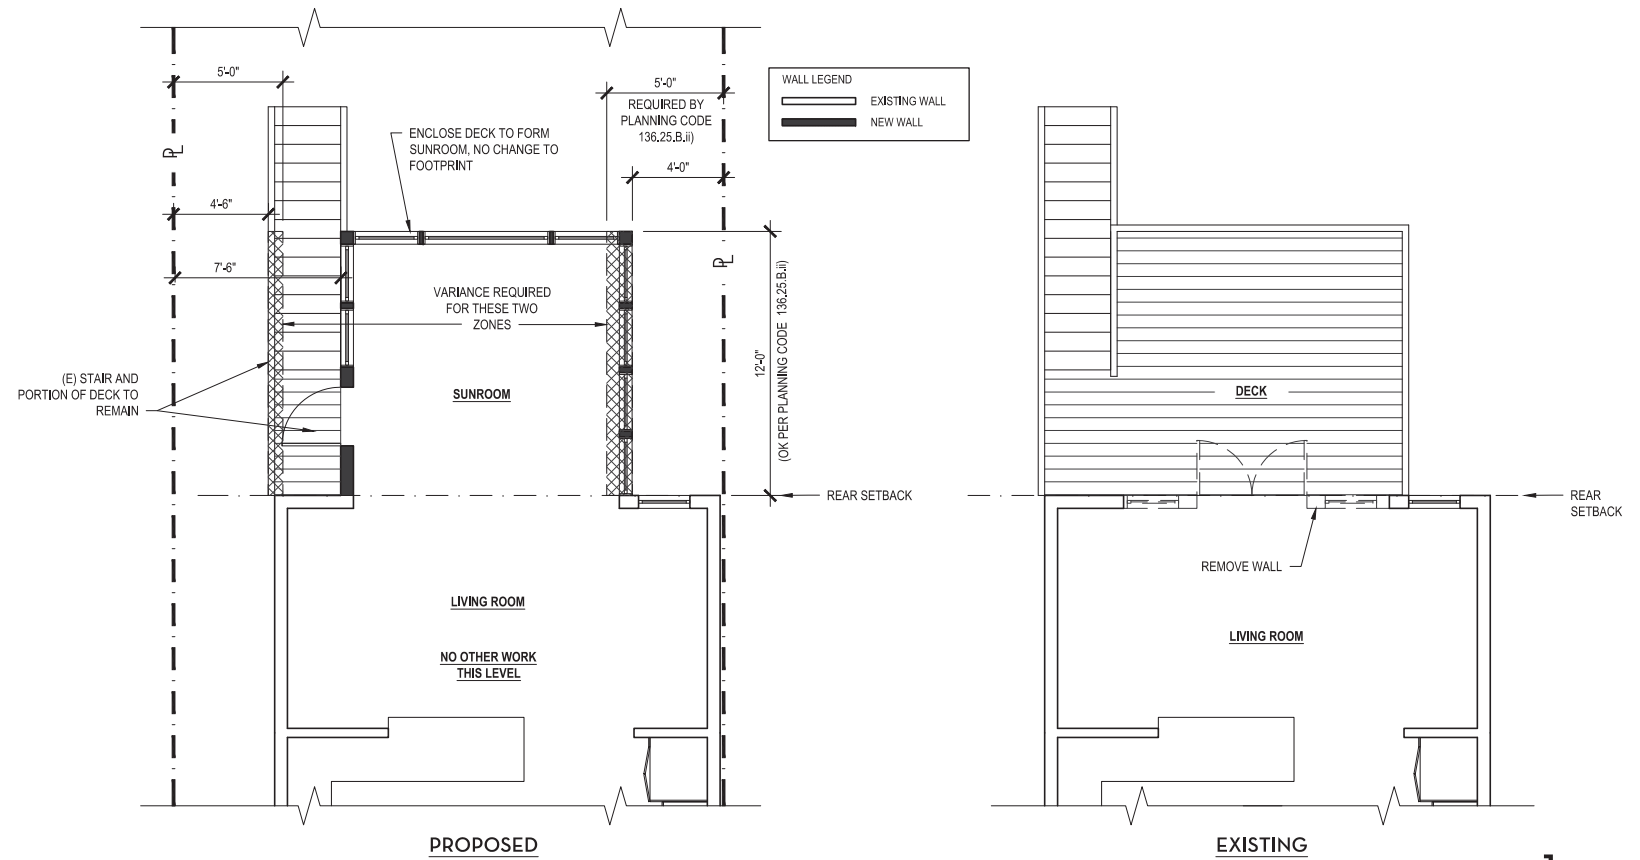 5'-0"
5'-0"
REQUIRED BY
PLANNING CODE
136.25.B.ii)
WALL LEGEND
EXISTING WALL
NEW WALL
ENCLOSE DECK TO FORM
SUNROOM, NO CHANGE TO
FOOTPRINT
PL
4'-0"
4'-6"
7'-6"
PL
VARIANCE REQUIRED
FOR THESE TWO
ZONES
12'-0"
(OK PER PLANNING CODE 136.25.B.ii)
(E) STAIR AND
PORTION OF DECK TO
REMAIN
SUNROOM
REAR SETBACK
LIVING ROOM
NO OTHER WORK
THIS LEVEL
PROPOSED
DECK
REAR
SETBACK
REMOVE WALL
LIVING ROOM
EXISTING